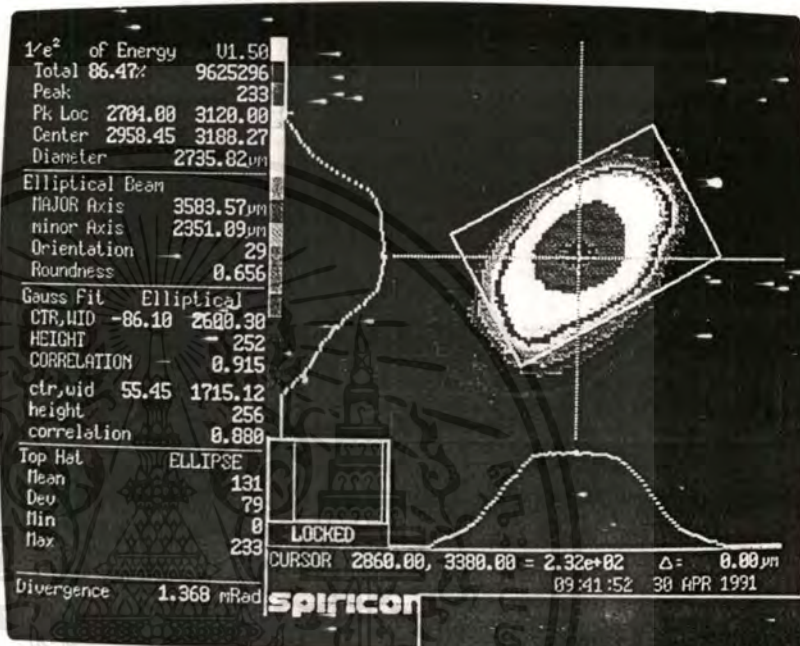 1/e² of Energy V1.50
Total 86.47% 9625296
Peak 233
Pk Loc 2704.00 3120.00
Center 2958.45 3188.27
Diameter 2735.82µm
Elliptical Beam
MAJOR Axis 3583.57µm
minor Axis 2351.09µm
Orientation 29
Roundness 0.656
Gauss Fit Elliptical
CTR,WID -86.10 2600.30
HEIGHT 252
CORRELATION 0.915
ctr,wid 55.45 1715.12
height 256
correlation 0.880
Top Hat ELLIPSE
Mean 131
Dev 79
Min 0
Max 233
Divergence 1.368 mRad
LOCKED
CURSOR 2860.00, 3380.00 = 2.32e+02 Δ= 0.00µm
09:41:52 30 APR 1991
spiricon